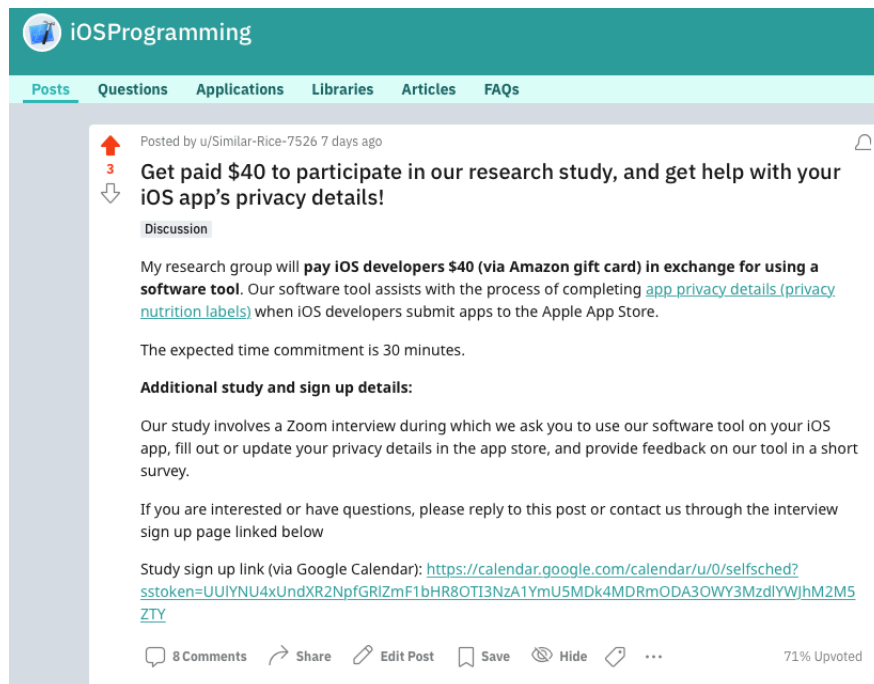 iOSProgramming
Posts Questions Applications Libraries Articles FAQs
Posted by u/Similar-Rice-7526 7 days ago
3
Get paid $40 to participate in our research study, and get help with your
iOS app's privacy details!
Discussion
My research group will pay iOS developers $40 (via Amazon gift card) in exchange for using a
software tool. Our software tool assists with the process of completing app privacy details (privacy
nutrition labels) when iOS developers submit apps to the Apple App Store.
The expected time commitment is 30 minutes.
Additional study and sign up details:
Our study involves a Zoom interview during which we ask you to use our software tool on your iOS
app, fill out or update your privacy details in the app store, and provide feedback on our tool in a short
survey.
If you are interested or have questions, please reply to this post or contact us through the interview
sign up page linked below
Study sign up link (via Google Calendar): https://calendar.google.com/calendar/u/0/selfsched?
sstoken=UUlYNU4xUndXR2NpfGRlZmF1bHR8OTI3NzA1YmU5MDk4MDRmODA3OWY3MzdlYWJhM2M5
ZTY
8 Comments Share Edit Post Save Hide ... 71% Upvoted